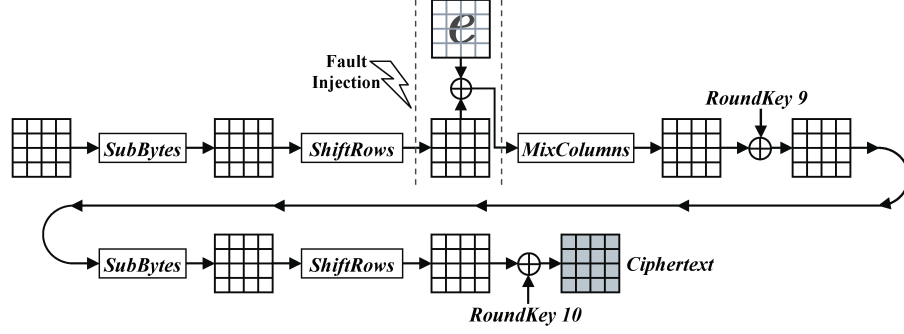 e
Fault
Injection
RoundKey 9
SubBytes
ShiftRows
MixColumns
SubBytes
ShiftRows
Ciphertext
RoundKey 10